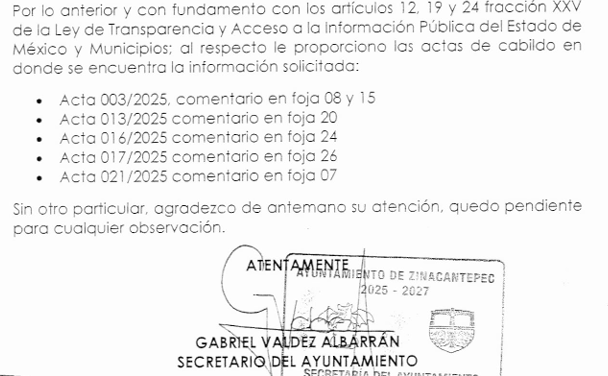 Por lo anterior y con fundamento con los artículos 12, 19 y 24 fracción XXV
de la Ley de Transparencia y Acceso a la Información Pública del Estado de
México y Municipios; al respecto le proporciono las actas de cabildo en
donde se encuentra la información solicitada:
• Acta 003/2025, comentario en foja 08 y 15
• Acta 013/2025 comentario en foja 20
• Acta 016/2025 comentario en foja 24
• Acta 017/2025 comentario en foja 26
• Acta 021/2025 comentario en foja 07
Sin otro particular, agradezco de antemano su atención, quedo pendiente
para cualquier observación.
ATENTAMENTE
AYUNTAMIENTO DE ZINACANTEPEC
2025 - 2027
GABRIEL VALDEZ ALBARRÁN
SECRETARIO DEL AYUNTAMIENTO
SECRETARÍA DEL AYUNTAMIENTO